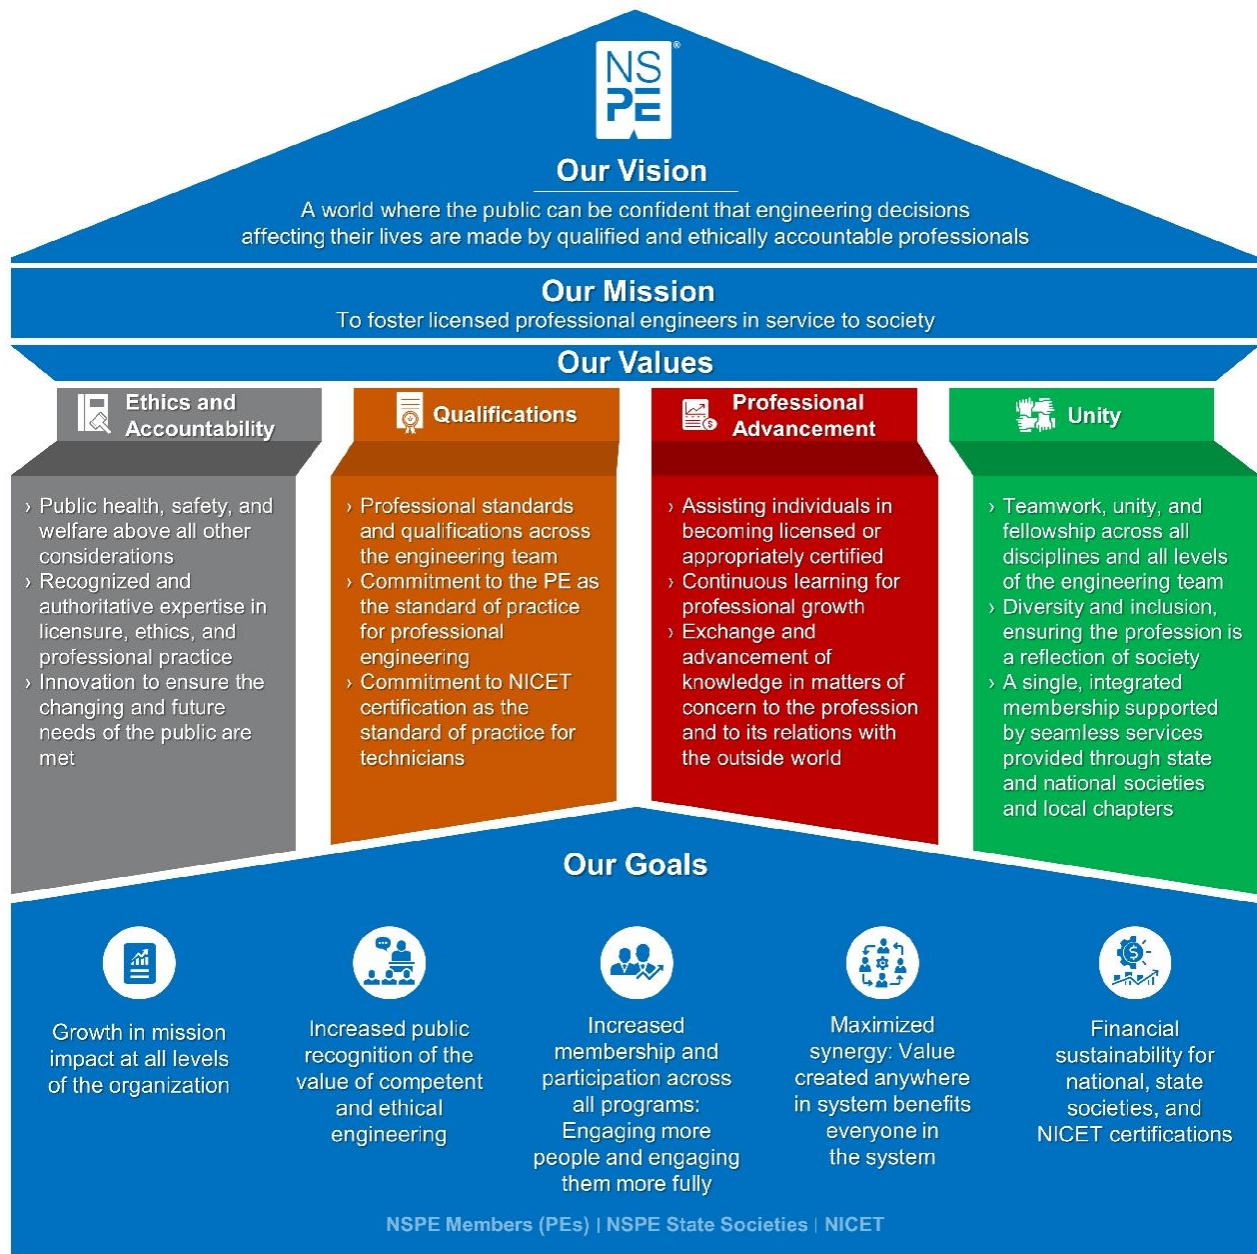 NS
PE®
Our Vision
A world where the public can be confident that engineering decisions
affecting their lives are made by qualified and ethically accountable professionals
Our Mission
To foster licensed professional engineers in service to society
Our Values
Ethics and
Accountability
› Public health, safety, and
welfare above all other
considerations
› Recognized and
authoritative expertise in
licensure, ethics, and
professional practice
› Innovation to ensure the
changing and future
needs of the public are
met
Qualifications
› Professional standards
and qualifications across
the engineering team
› Commitment to the PE as
the standard of practice
for professional
engineering
› Commitment to NICET
certification as the
standard of practice for
technicians
Professional
Advancement
› Assisting individuals in
becoming licensed or
appropriately certified
› Continuous learning for
professional growth
› Exchange and
advancement of
knowledge in matters of
concern to the profession
and to its relations with
the outside world
Unity
› Teamwork, unity, and
fellowship across all
disciplines and all levels
of the engineering team
› Diversity and inclusion,
ensuring the profession is
a reflection of society
› A single, integrated
membership supported
by seamless services
provided through state
and national societies
and local chapters
Our Goals
Growth in mission
impact at all levels
of the organization
Increased public
recognition of the
value of competent
and ethical
engineering
Increased
membership and
participation across
all programs:
Engaging more
people and engaging
them more fully
Maximized
synergy: Value
created anywhere
in system benefits
everyone in
the system
Financial
sustainability for
national, state
societies, and
NICET certifications
NSPE Members (PEs) | NSPE State Societies | NICET